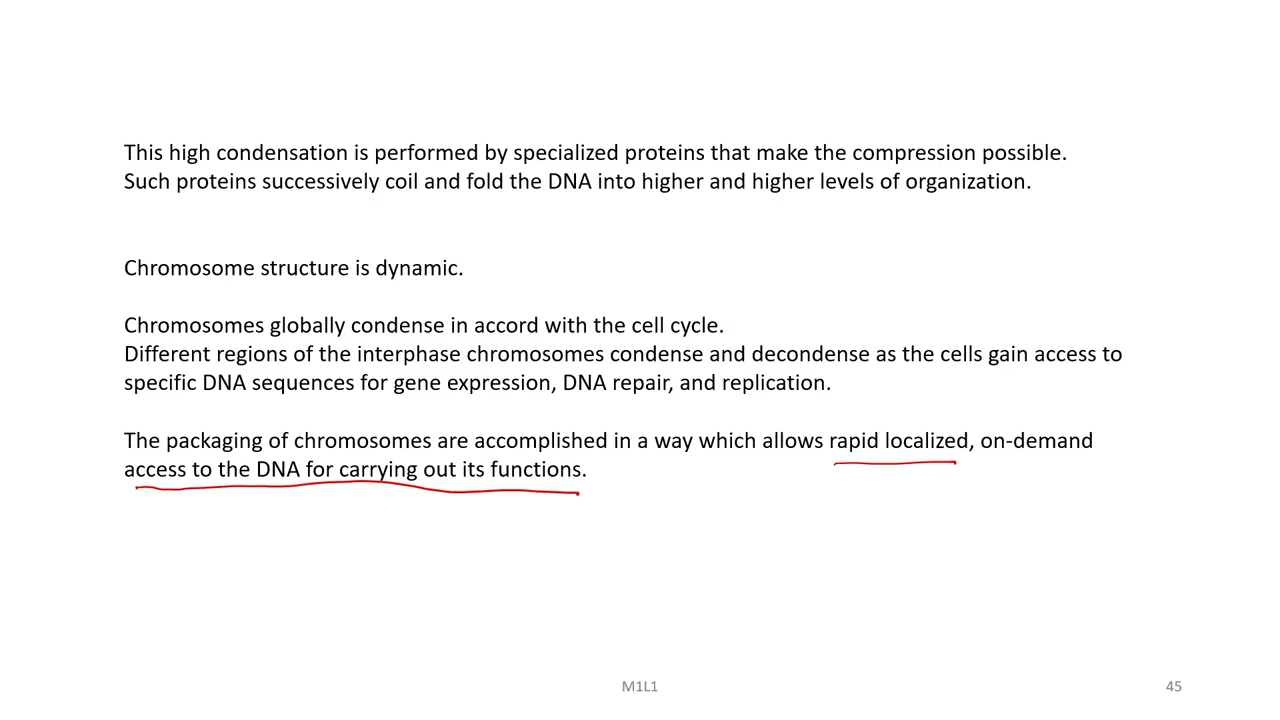 This high condensation is performed by specialized proteins that make the compression possible.
Such proteins successively coil and fold the DNA into higher and higher levels of organization.
Chromosome structure is dynamic.
Chromosomes globally condense in accord with the cell cycle.
Different regions of the interphase chromosomes condense and decondense as the cells gain access to
specific DNA sequences for gene expression, DNA repair, and replication.
The packaging of chromosomes are accomplished in a way which allows rapid localized, on-demand
access to the DNA for carrying out its functions.
M1L1
45